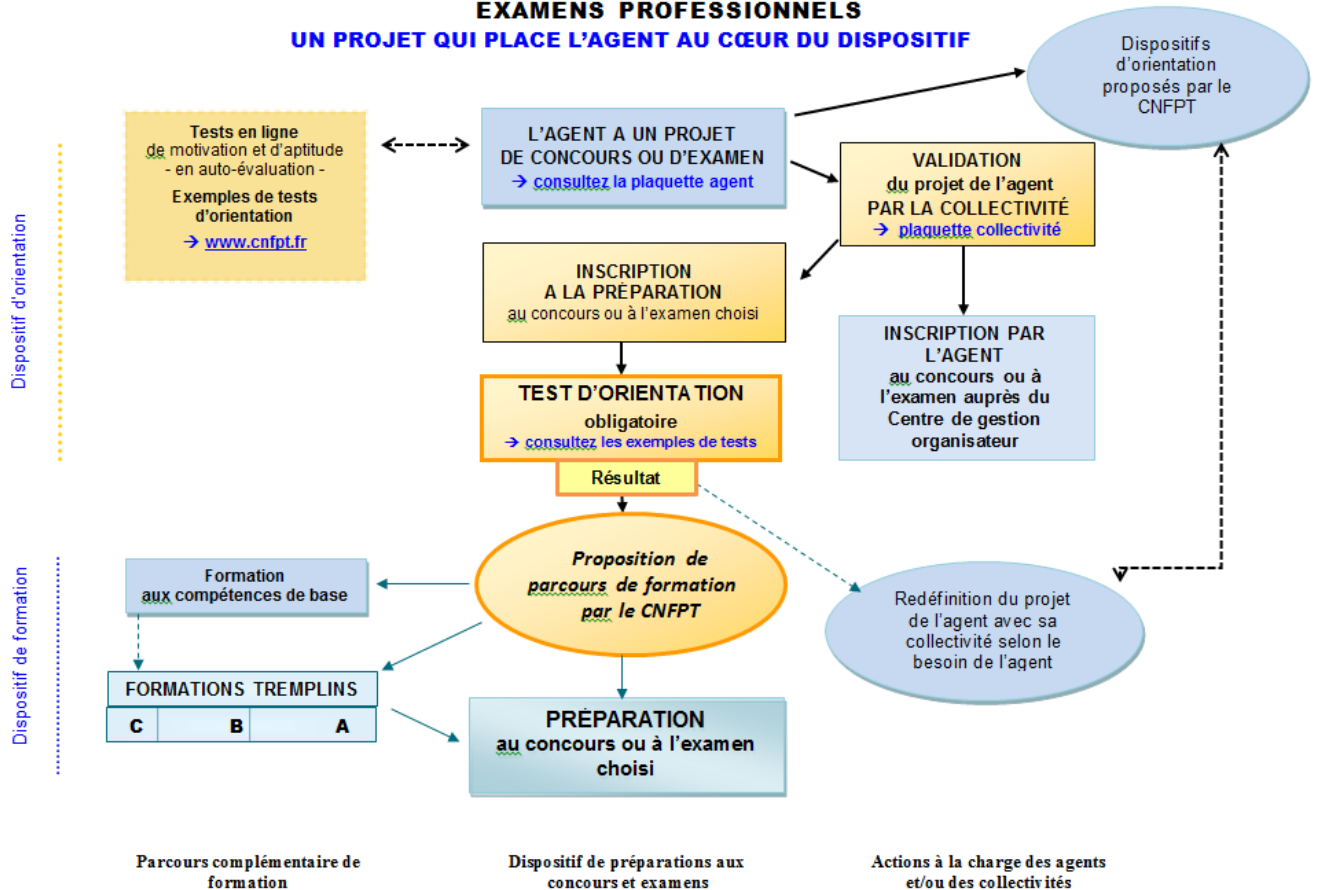 EXAMENS PROFESSIONNELS
UN PROJET QUI PLACE L'AGENT AU CŒUR DU DISPOSITIF
Dispositifs
d'orientation
proposés par le
CNFPT
Tests en ligne
de motivation et d'aptitude
- en auto-évaluation -
Exemples de tests
d'orientation
→ www.cnfpt.fr
L'AGENT A UN PROJET
DE CONCOURS OU D'EXAMEN
→ consultez la plaquette agent
VALIDATION
du projet de l'agent
PAR LA COLLECTIVITÉ
→ plaquette collectivité
Dispositif d'orientation
INSCRIPTION
A LA PRÉPARATION
au concours ou à l'examen choisi
INSCRIPTION PAR
L'AGENT
au concours ou à
l'examen auprès du
Centre de gestion
organisateur
TEST D'ORIENTATION
obligatoire
→ consultez les exemples de tests
Résultat
Dispositif de formation
Proposition de
parcours de formation
par le CNFPT
Formation
aux compétences de base
Redéfinition du projet
de l'agent avec sa
collectivité selon le
besoin de l'agent
FORMATIONS TREMPLINS
C B A
PRÉPARATION
au concours ou à l'examen
choisi
Parcours complémentaire de
formation
Dispositif de préparations aux
concours et examens
Actions à la charge des agents
et/ou des collectivités